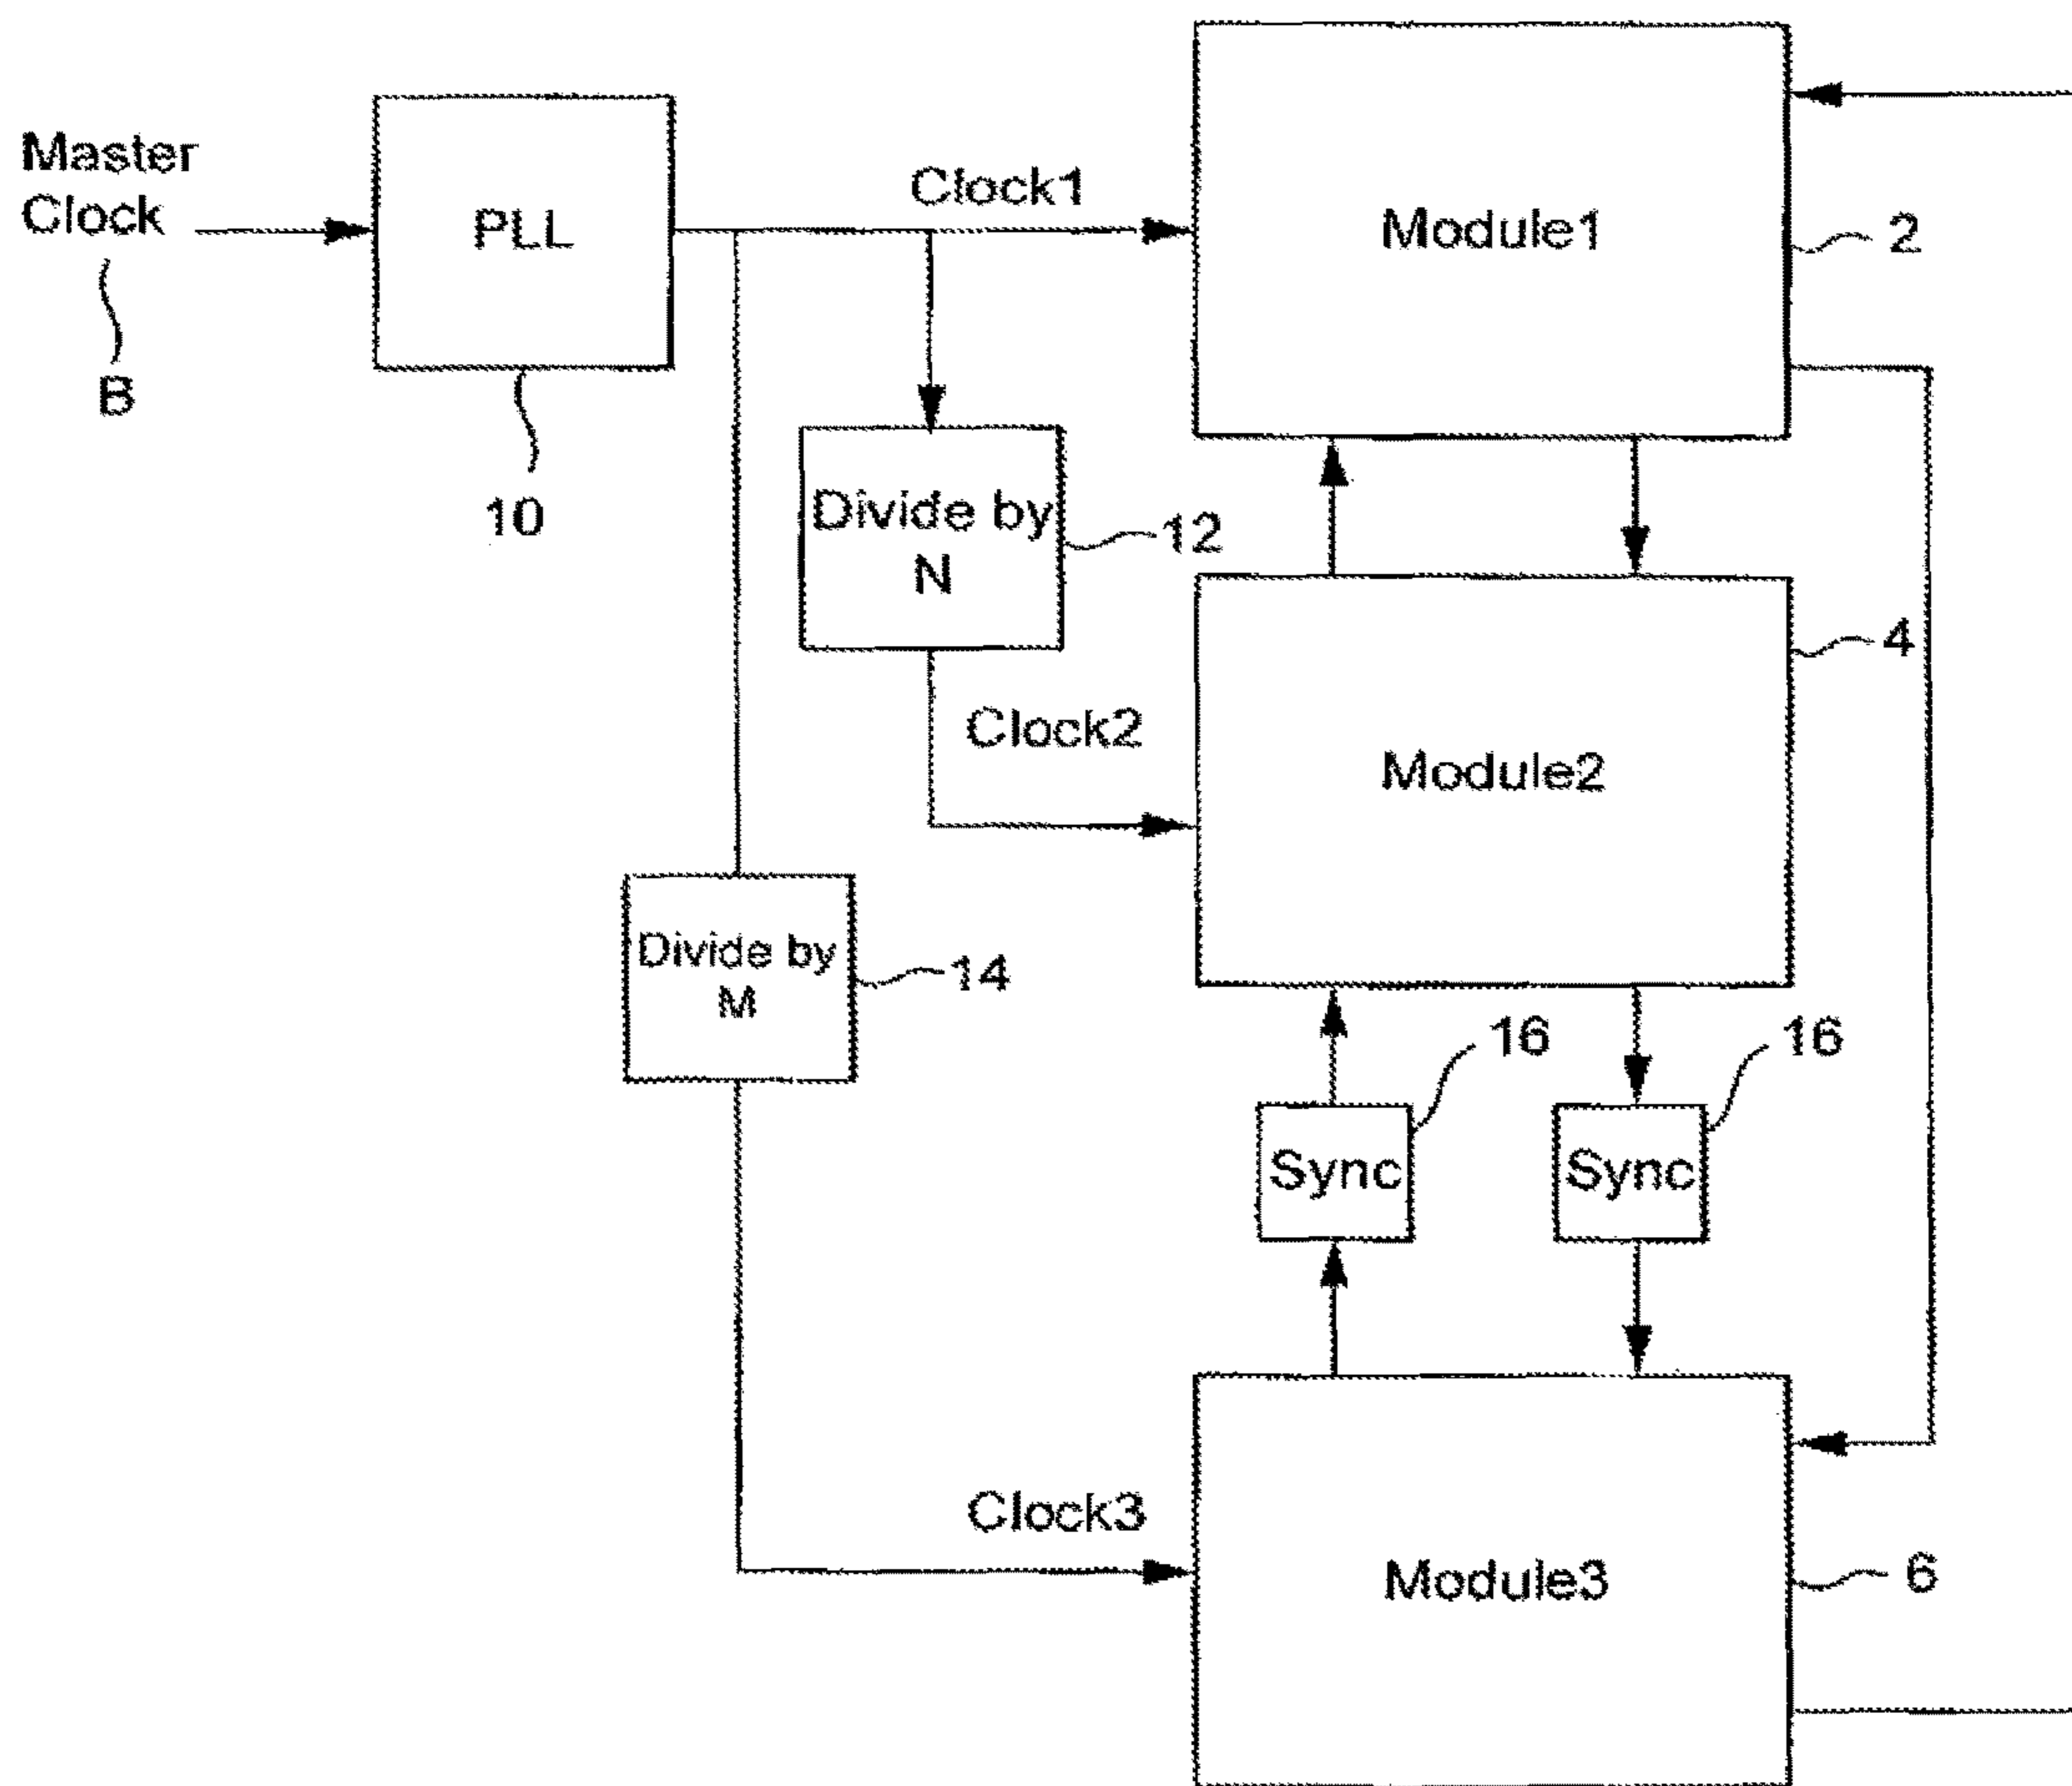 Master
Clock
B
PLL
10
Clock1
Module1
2
Divide by
N
12
Clock2
Module2
4
Divide by
M
14
Sync
16
Sync
16
Clock3
Module3
6